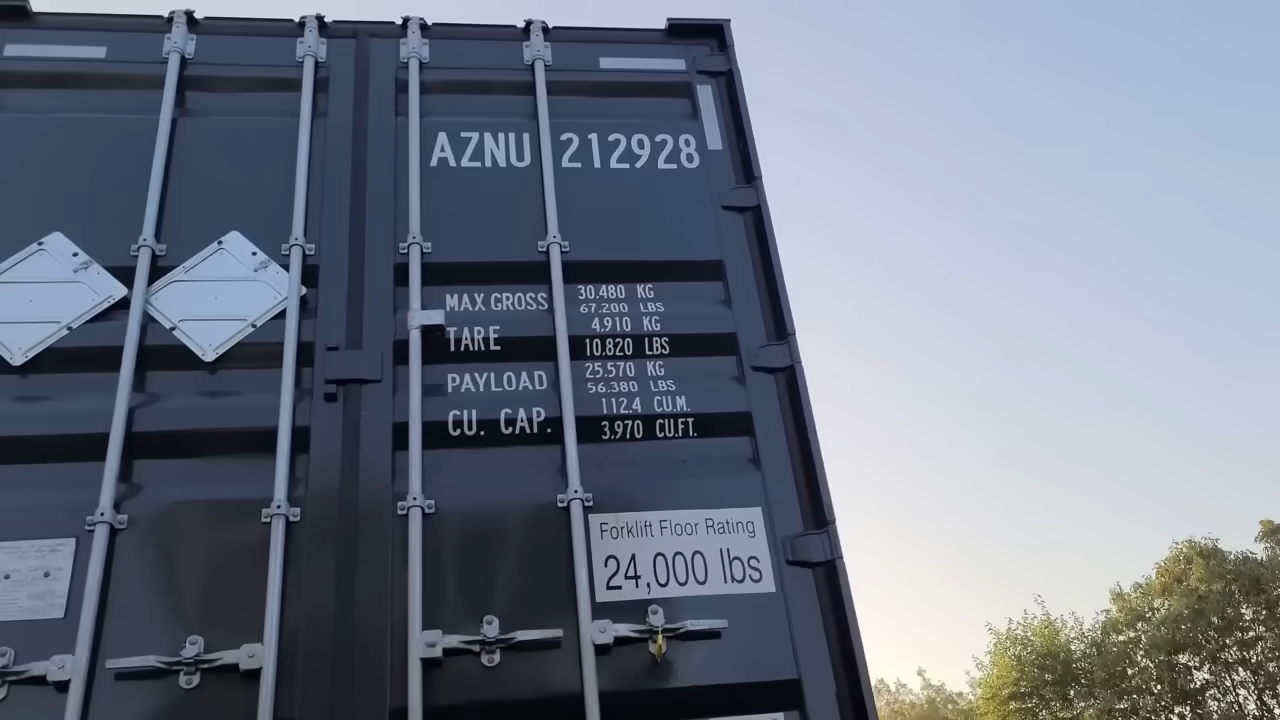 AZNU 212928
MAX GROSS 30.480 KG
67.200 LBS
TARE 4.910 KG
10.820 LBS
PAYLOAD 25.570 KG
56.380 LBS
CU. CAP. 112.4 CU.M.
3.970 CU.FT.
Forklift Floor Rating
24,000 lbs